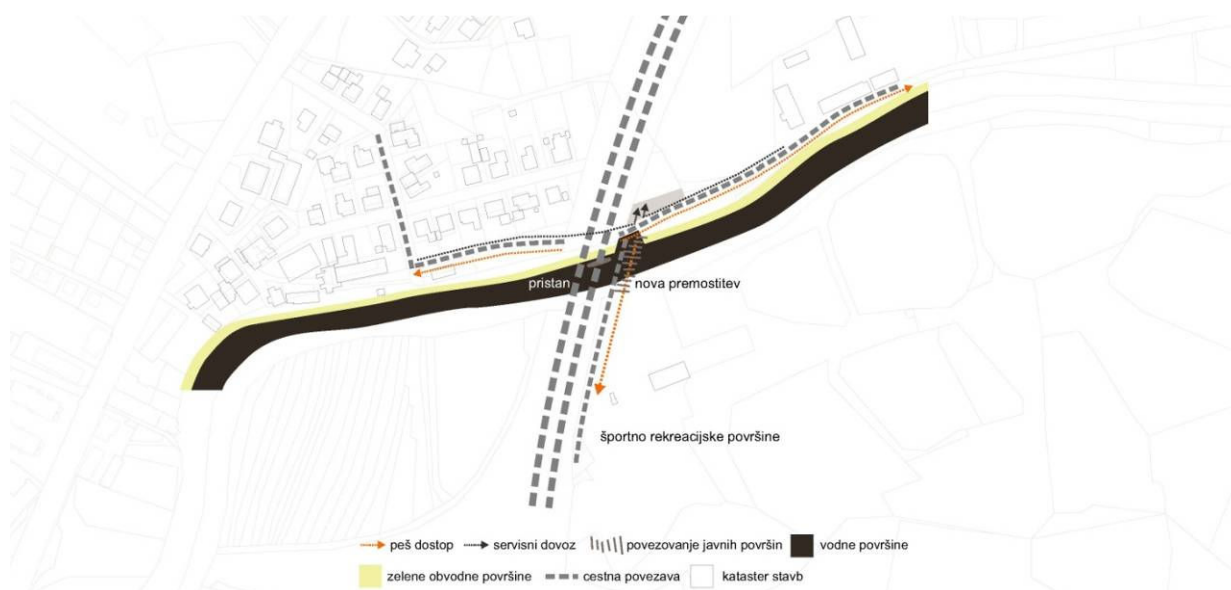 pristan
nova premostitev
športno rekreacijske površine
peš dostop
servisni dovoz
povezovanje javnih površin
vodne površine
zelene obvodne površine
cestna povezava
kataster stavb